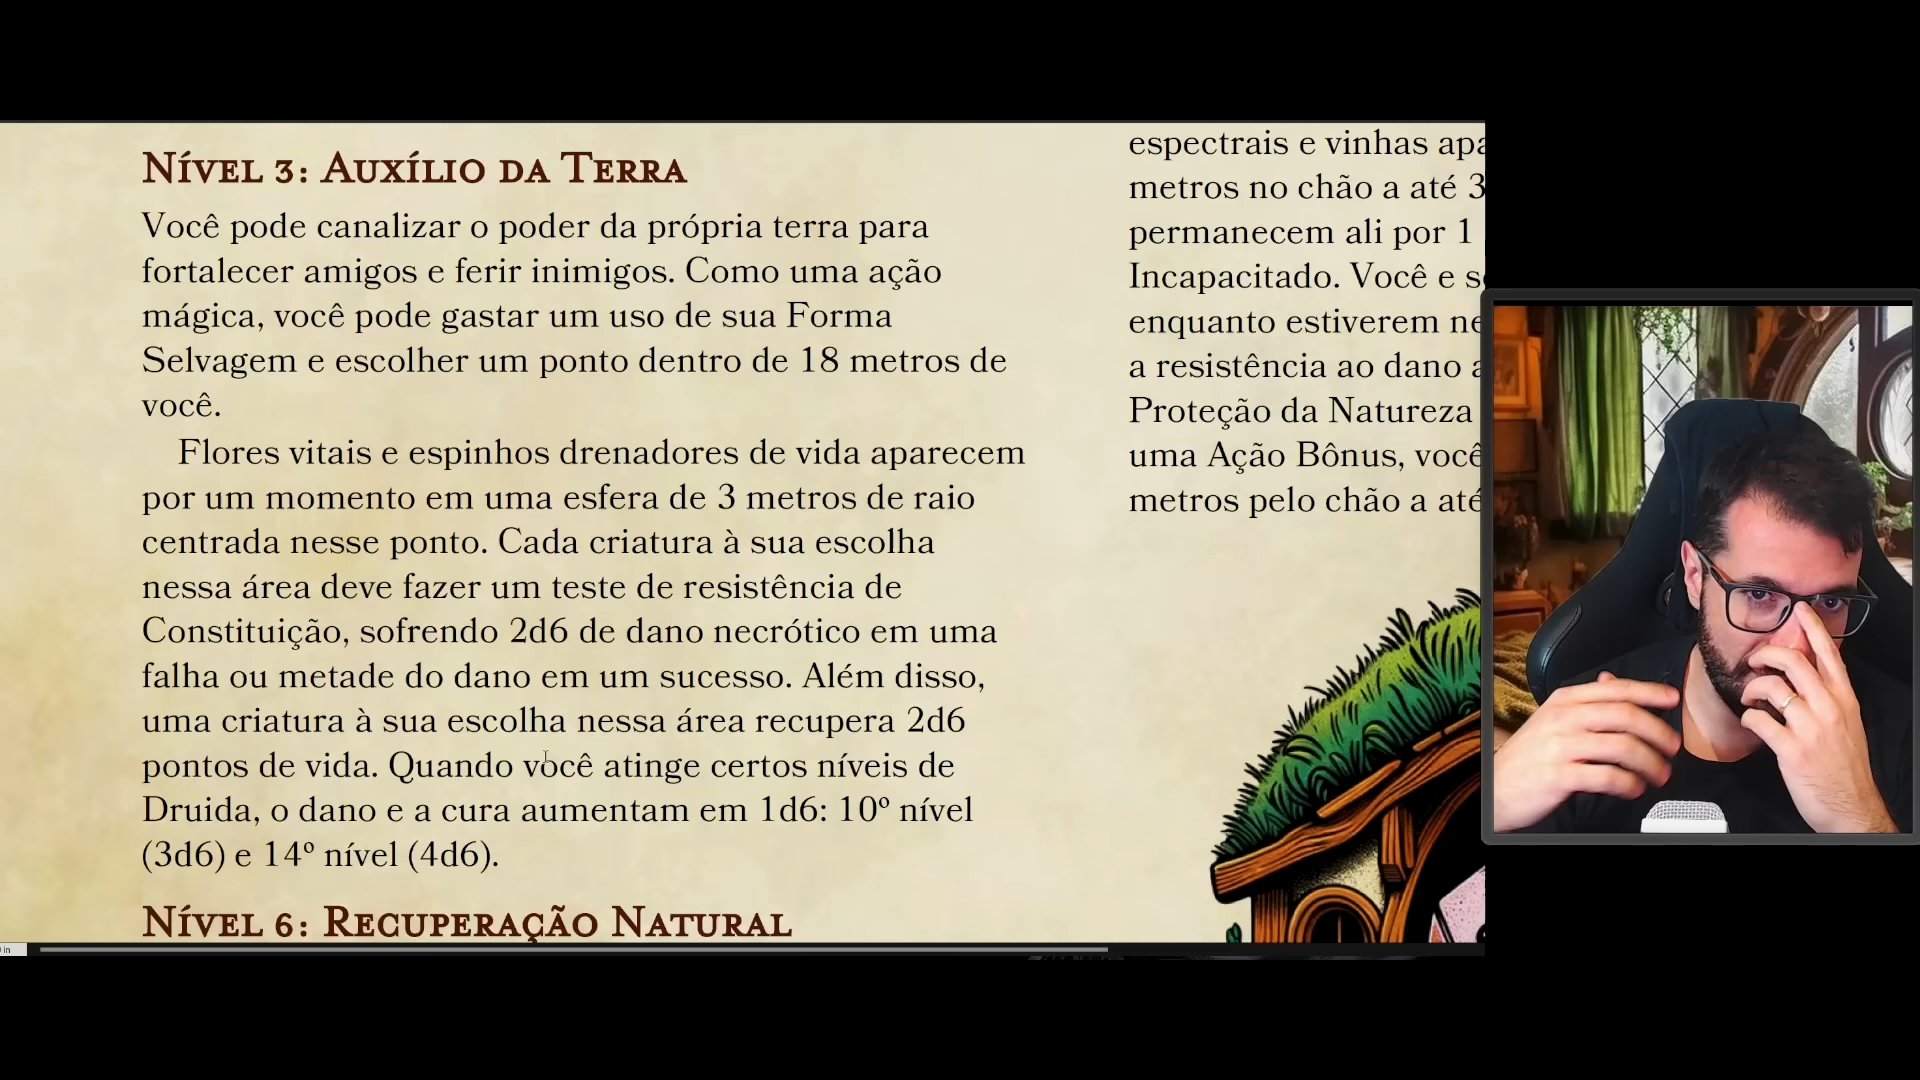 Nível 3: Auxílio da Terra
Você pode canalizar o poder da própria terra para
fortalecer amigos e ferir inimigos. Como uma ação
mágica, você pode gastar um uso de sua Forma
Selvagem e escolher um ponto dentro de 18 metros de
você.
Flores vitais e espinhos drenadores de vida aparecem
por um momento em uma esfera de 3 metros de raio
centrada nesse ponto. Cada criatura à sua escolha
nessa área deve fazer um teste de resistência de
Constituição, sofrendo 2d6 de dano necrótico em uma
falha ou metade do dano em um sucesso. Além disso,
uma criatura à sua escolha nessa área recupera 2d6
pontos de vida. Quando você atinge certos níveis de
Druida, o dano e a cura aumentam em 1d6: 10º nível
(3d6) e 14º nível (4d6).
Nível 6: Recuperação Natural
espectrais e vinhas apa
metros no chão a até 3
permanecem ali por 1
Incapacitado. Você e s
enquanto estiverem ne
a resistência ao dano a
Proteção da Natureza
uma Ação Bônus, você
metros pelo chão a até
in